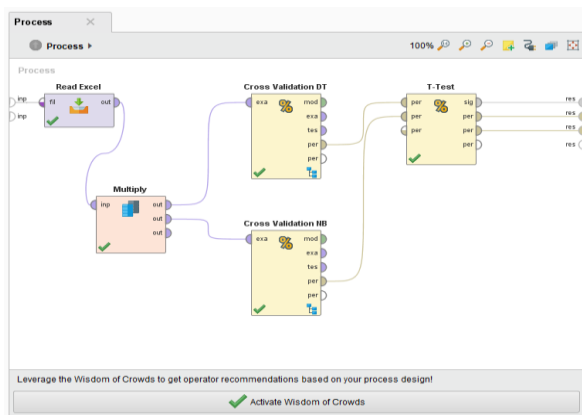 Process
Process
100%
Process
Read Excel
inp
fil
out
inp
Multiply
inp
out
out
out
Cross Validation DT
exa
mod
exa
tes
per
per
Cross Validation NB
exa
mod
exa
tes
per
per
T-Test
per
sig
per
per
per
per
per
res
res
res
res
Leverage the Wisdom of Crowds to get operator recommendations based on your process design!
Activate Wisdom of Crowds